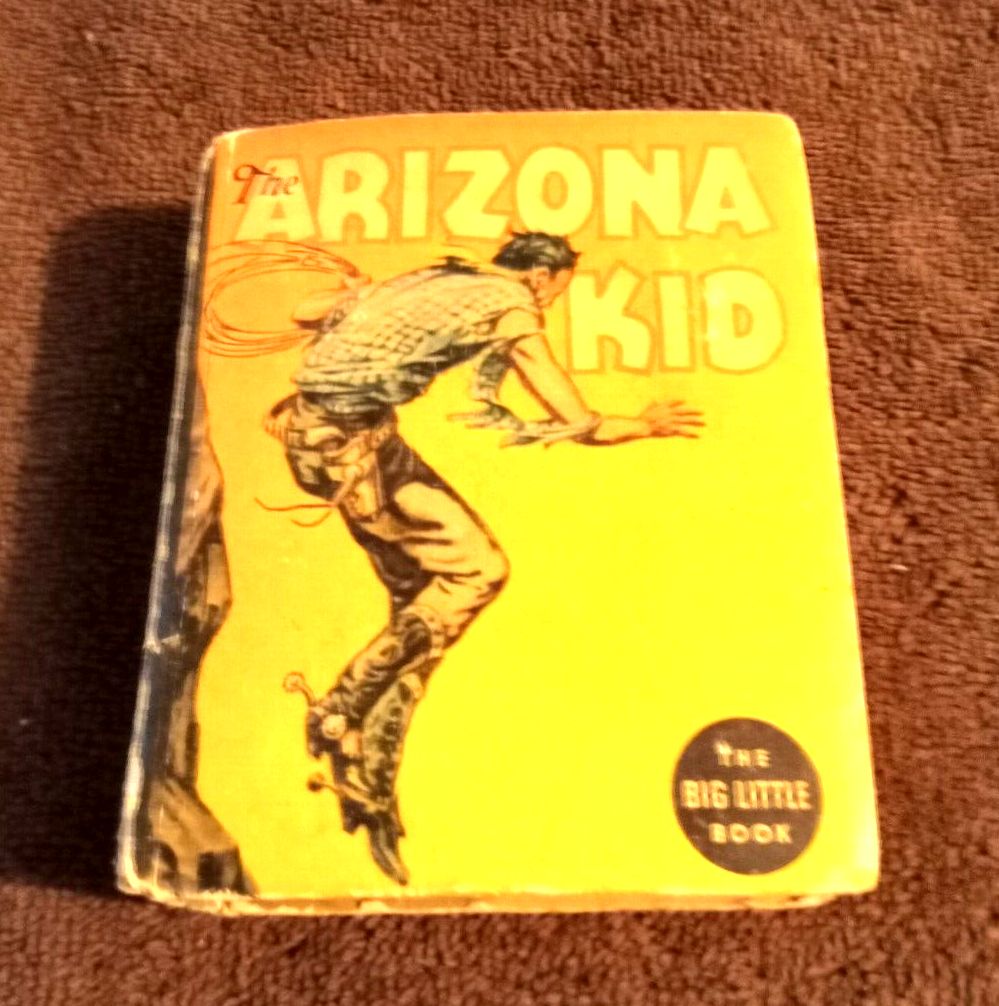 The ARIZONA
KID
THE
BIG LITTLE
BOOK